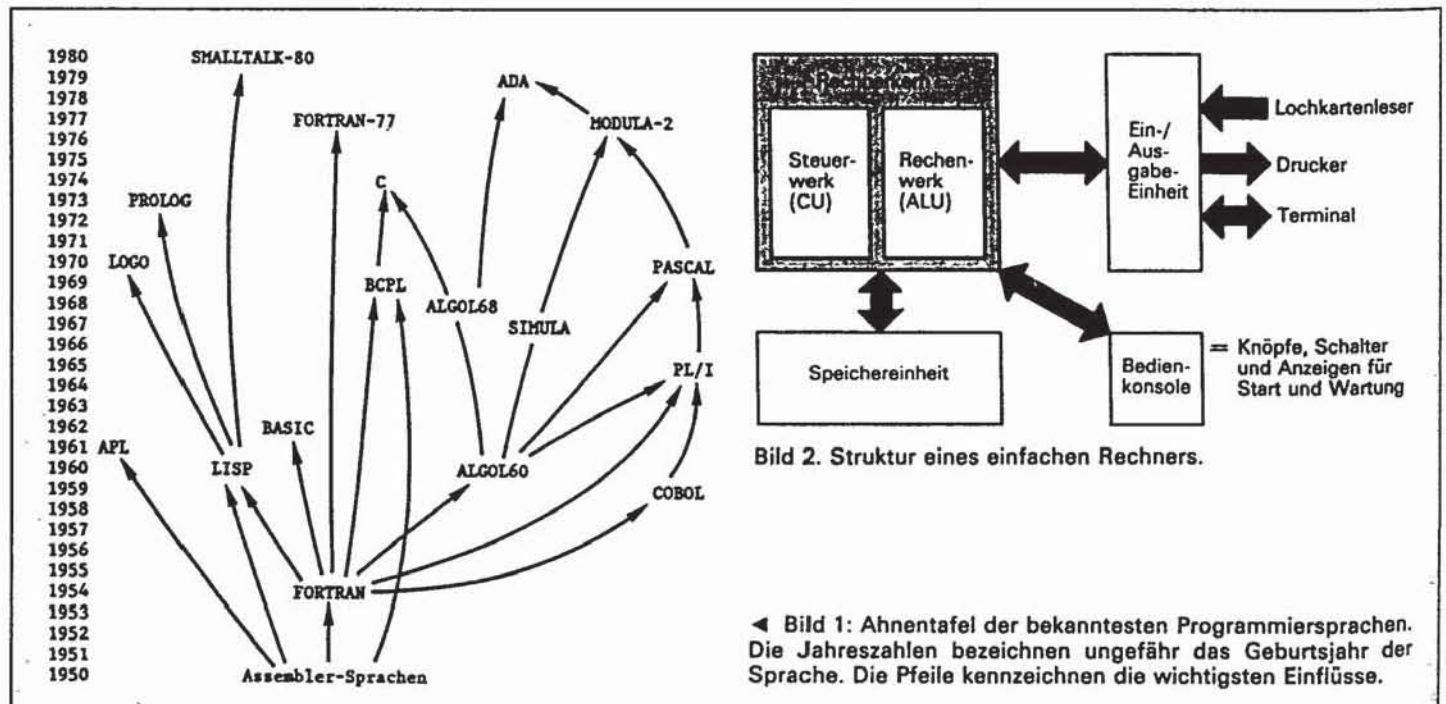 1980
1979
1978
1977
1976
1975
1974
1973
1972
1971
1970
1969
1968
1967
1966
1965
1964
1963
1962
1961
1960
1959
1958
1957
1956
1955
1954
1953
1952
1951
1950
SMALLTALK-80
ADA
FORTRAN-77
MODULA-2
C
PROLOG
LOGO
PASCAL
BCPL
ALGOL68
SIMULA
PL/I
BASIC
APL
LISP
ALGOL60
COBOL
FORTRAN
Assembler-Sprachen
Rechnerkern
Steuer-
werk
(CU)
Rechen-
werk
(ALU)
Ein-/
Aus-
gabe-
Einheit
Lochkartenleser
Drucker
Terminal
Speichereinheit
Bedien-
konsole
= Knöpfe, Schalter
und Anzeigen für
Start und Wartung
Bild 2. Struktur eines einfachen Rechners.
◄ Bild 1: Ahnentafel der bekanntesten Programmiersprachen.
Die Jahreszahlen bezeichnen ungefähr das Geburtsjahr der
Sprache. Die Pfeile kennzeichnen die wichtigsten Einflüsse.